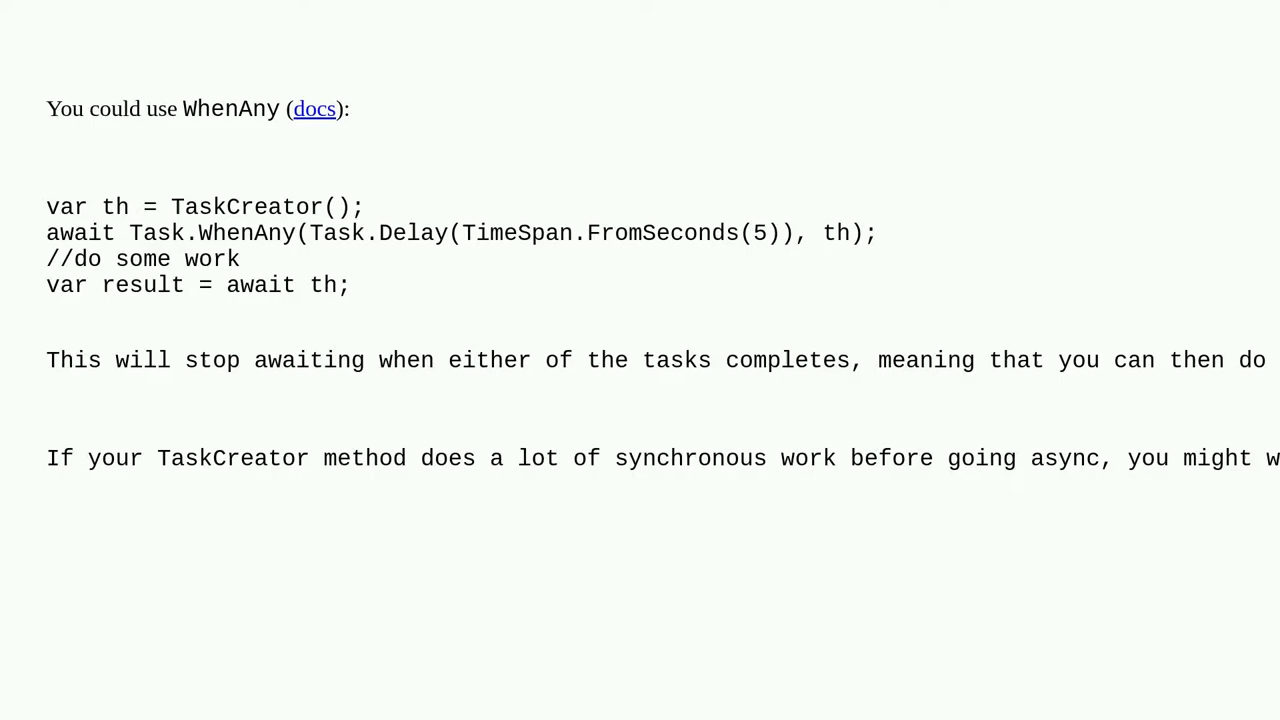 You could use WhenAny (docs):
var th = TaskCreator();
await Task.WhenAny(Task.Delay(TimeSpan.FromSeconds(5)), th);
//do some work
var result = await th;
This will stop awaiting when either of the tasks completes, meaning that you can then do
If your TaskCreator method does a lot of synchronous work before going async, you might